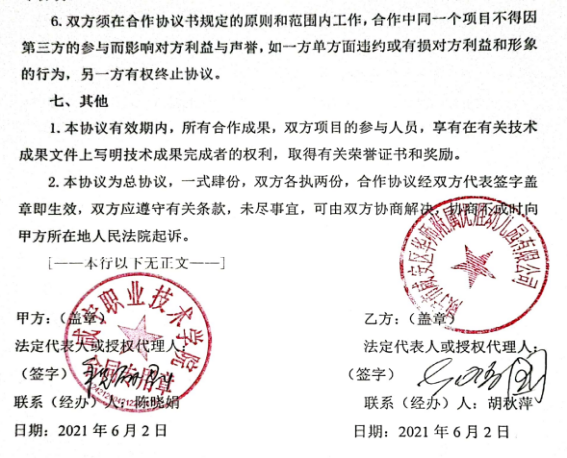 6.双方须在合作协议书规定的原则和范围内工作,合作中同一个项目不得因
第三方的参与而影响对方利益与声誉,如一方单方面违约或有损对方利益和形象
的行为,另一方有权终止协议。
七、其他
1.本协议有效期内,所有合作成果,双方项目的参与人员,享有在有关技术
成果文件上写明技术成果完成者的权利,取得有关荣誉证书和奖励。
2.本协议为总协议,一式肆份,双方各执两份,合作协议经双方代表签字盖
章即生效,双方应遵守有关条款,未尽事宜,可由双方协商解决,协商不成时向
甲方所在地人民法院起诉。
[——本行以下无正文——]
甲方:(盖章)
乙方:(盖章)
咸宁职业技术学院
合同专用章
法定代表人或授权代理人:
法定代表人或授权代理人:
(签字)
(签字)
联系(经办)人:陈晓娟
联系(经办)人:胡秋萍
日期:2021年6月2日
日期:2021年6月2日